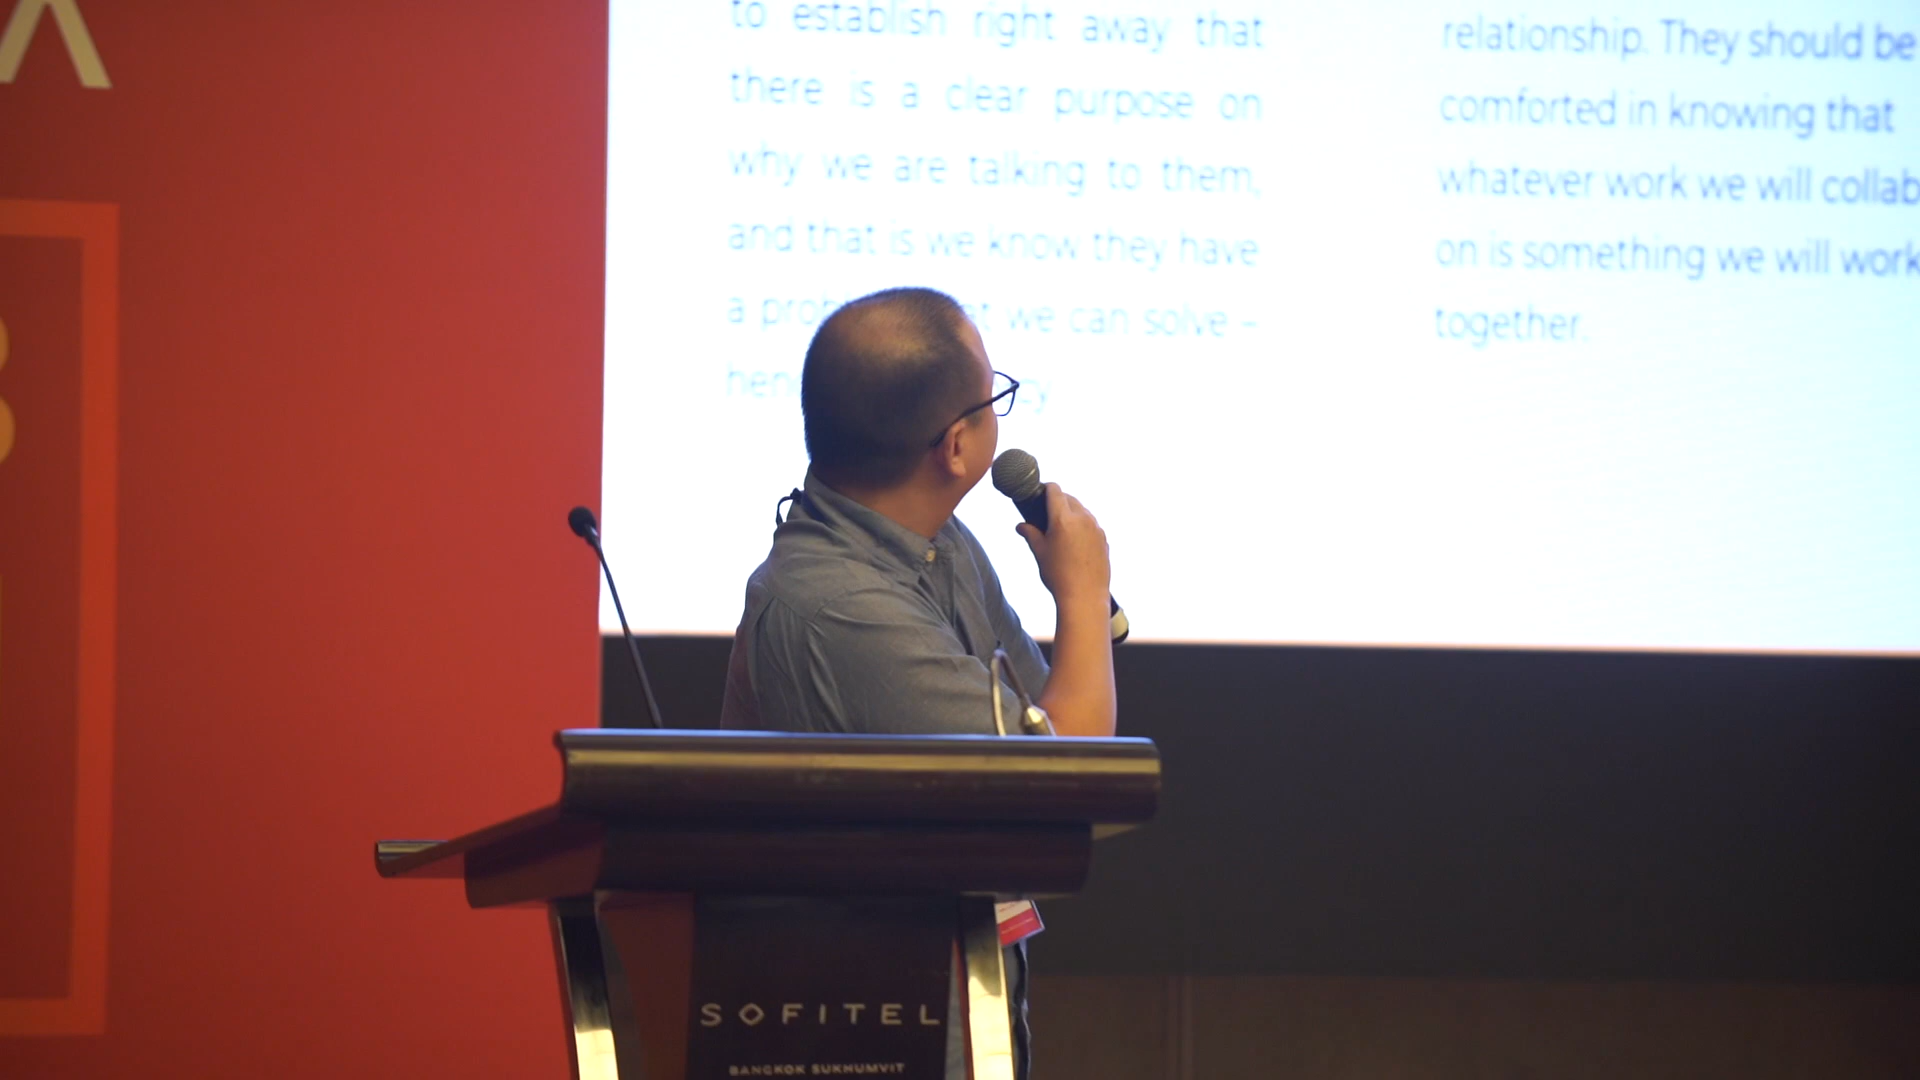 to establish right away that
there is a clear purpose on
why we are talking to them,
and that is we know they have
a we can solve –
relationship. They should be
comforted in knowing that
whatever work we will collab
on is something we will work
together.
SOFITEL
BANGKOK SUKHUMVIT